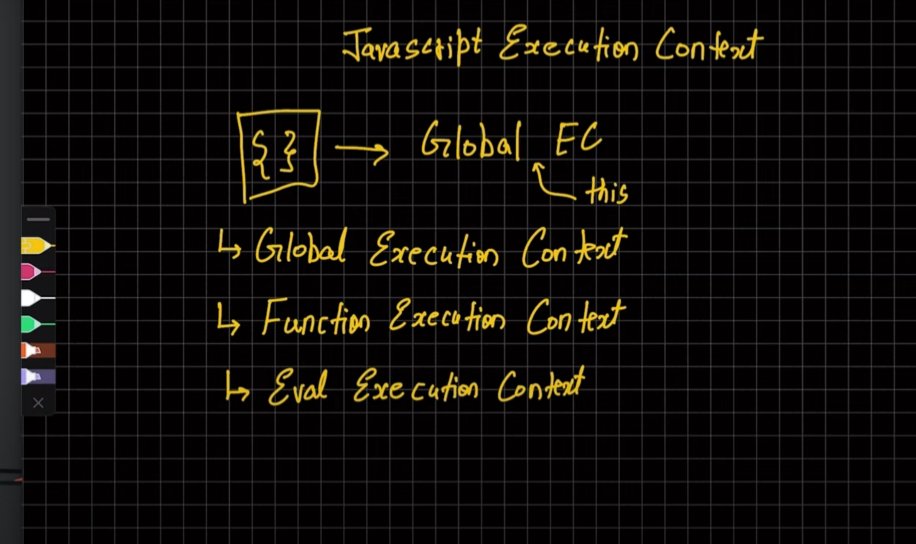 Javascript Execution Context
{ } → Global EC
this
↳ Global Execution Context
↳ Function Execution Context
↳ Eval Execution Context